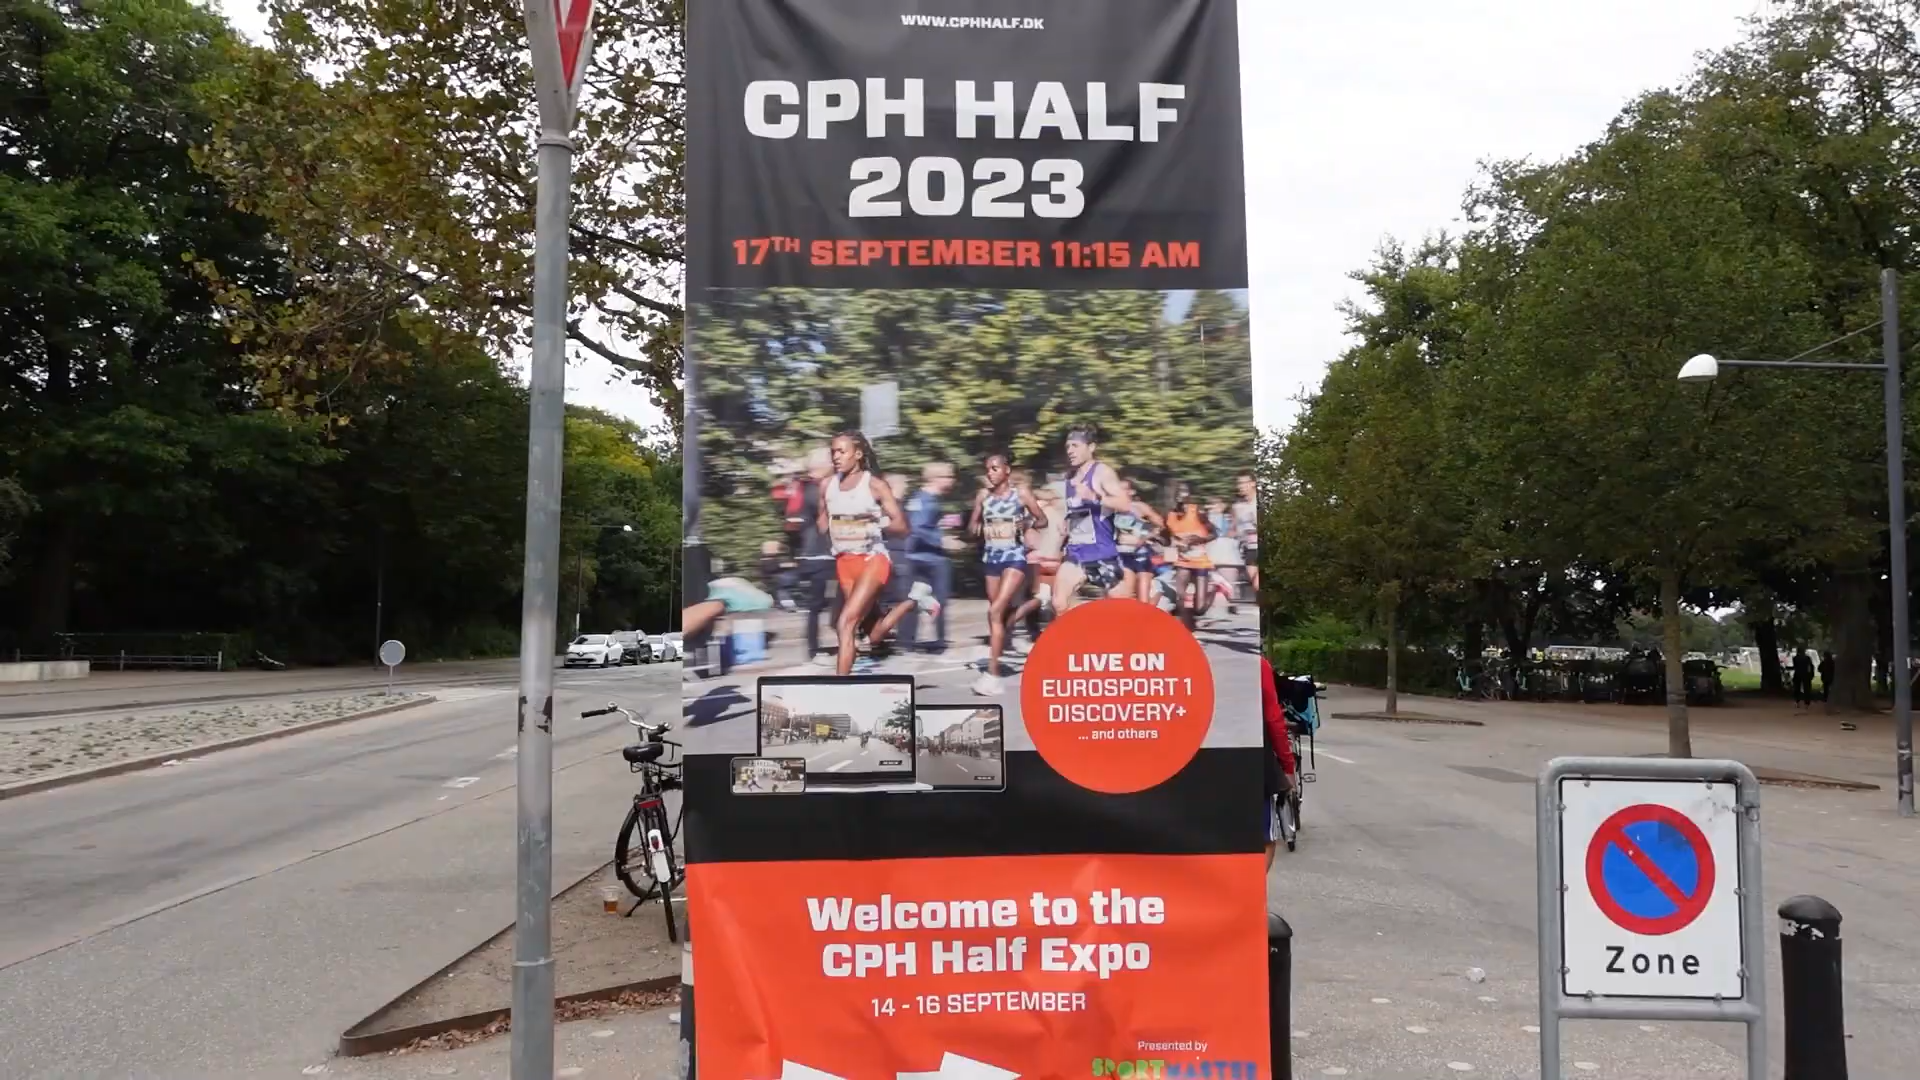 WWW.CPHHALF.DK
CPH HALF
2023
17TH SEPTEMBER 11:15 AM
LIVE ON
EUROSPORT 1
DISCOVERY+
... and others
Welcome to the
CPH Half Expo
14 - 16 SEPTEMBER
Presented by
SPORTMASTER
Zone